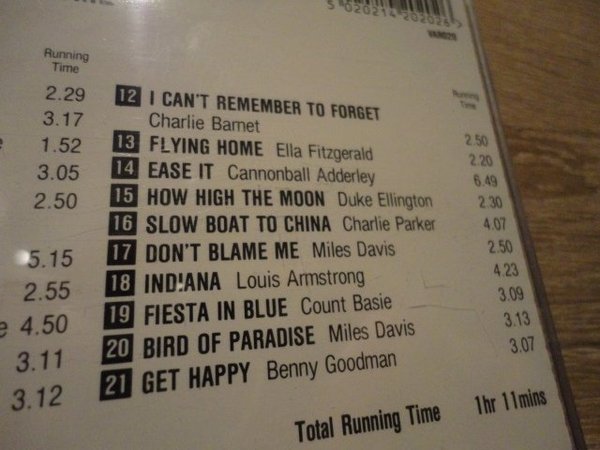 5 020214 202026 >
VAR029
Running
Time
2.29
3.17
1.52
3.05
2.50
5.15
2.55
4.50
3.11
3.12
Running
Time
12 I CAN'T REMEMBER TO FORGET
Charlie Barnet 2.50
13 FLYING HOME Ella Fitzgerald 2.20
14 EASE IT Cannonball Adderley 6.49
15 HOW HIGH THE MOON Duke Ellington 2.30
16 SLOW BOAT TO CHINA Charlie Parker 4.07
17 DON'T BLAME ME Miles Davis 2.50
18 INDIANA Louis Armstrong 4.23
19 FIESTA IN BLUE Count Basie 3.09
20 BIRD OF PARADISE Miles Davis 3.13
21 GET HAPPY Benny Goodman 3.07
Total Running Time 1hr 11mins